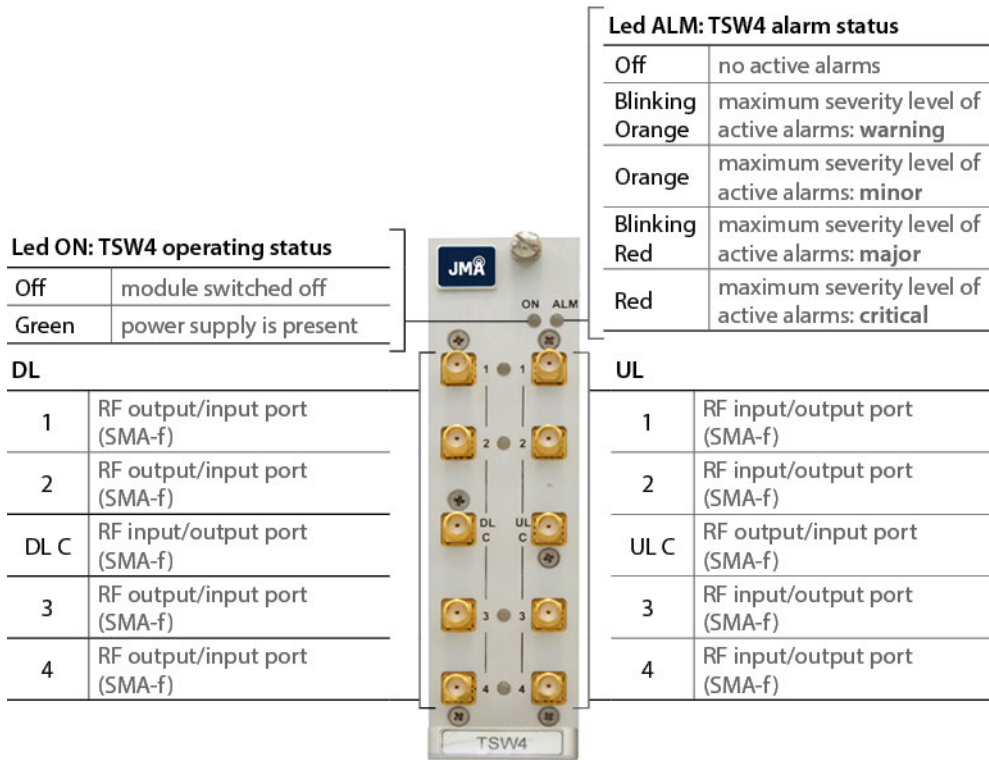 Led ALM: TSW4 alarm status
Off no active alarms
Blinking Orange maximum severity level of
active alarms: warning
Orange maximum severity level of
active alarms: minor
Blinking Red maximum severity level of
active alarms: major
Red maximum severity level of
active alarms: critical
Led ON: TSW4 operating status
Off module switched off
Green power supply is present
DL
1 RF output/input port
(SMA-f)
2 RF output/input port
(SMA-f)
DL C RF input/output port
(SMA-f)
3 RF output/input port
(SMA-f)
4 RF output/input port
(SMA-f)
JMA
ON ALM
1 1
2 2
DL UL
C C
3 3
4 4
TSW4
UL
1 RF input/output port
(SMA-f)
2 RF input/output port
(SMA-f)
UL C RF output/input port
(SMA-f)
3 RF input/output port
(SMA-f)
4 RF input/output port
(SMA-f)